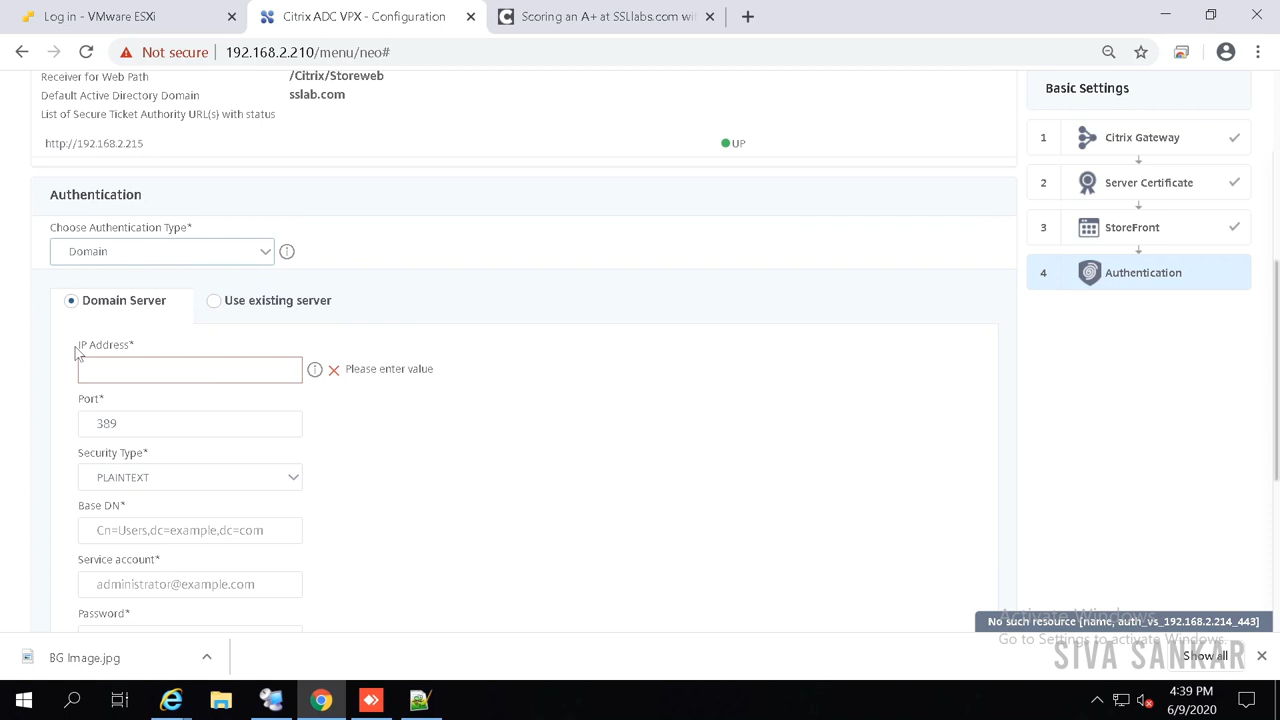 Log in - VMware ESXi
Citrix ADC VPX - Configuration
Scoring an A+ at SSLlabs.com wi
Not secure
192.168.2.210/menu/neo#
Receiver for Web Path
/Citrix/Storeweb
Default Active Directory Domain
sslab.com
List of Secure Ticket Authority URL(s) with status
http://192.168.2.215
UP
Authentication
Choose Authentication Type*
Domain
Domain Server
Use existing server
IP Address*
Please enter value
Port*
389
Security Type*
PLAINTEXT
Base DN*
Cn=Users,dc=example,dc=com
Service account*
administrator@example.com
Password*
Basic Settings
1 Citrix Gateway
2 Server Certificate
3 StoreFront
4 Authentication
Activate Windows
No such resource [name, auth_vs_192.168.2.214_443]
Go to Settings to activate Windows.
SIVA SANKAR
Show all
BG Image.jpg
4:39 PM
6/9/2020